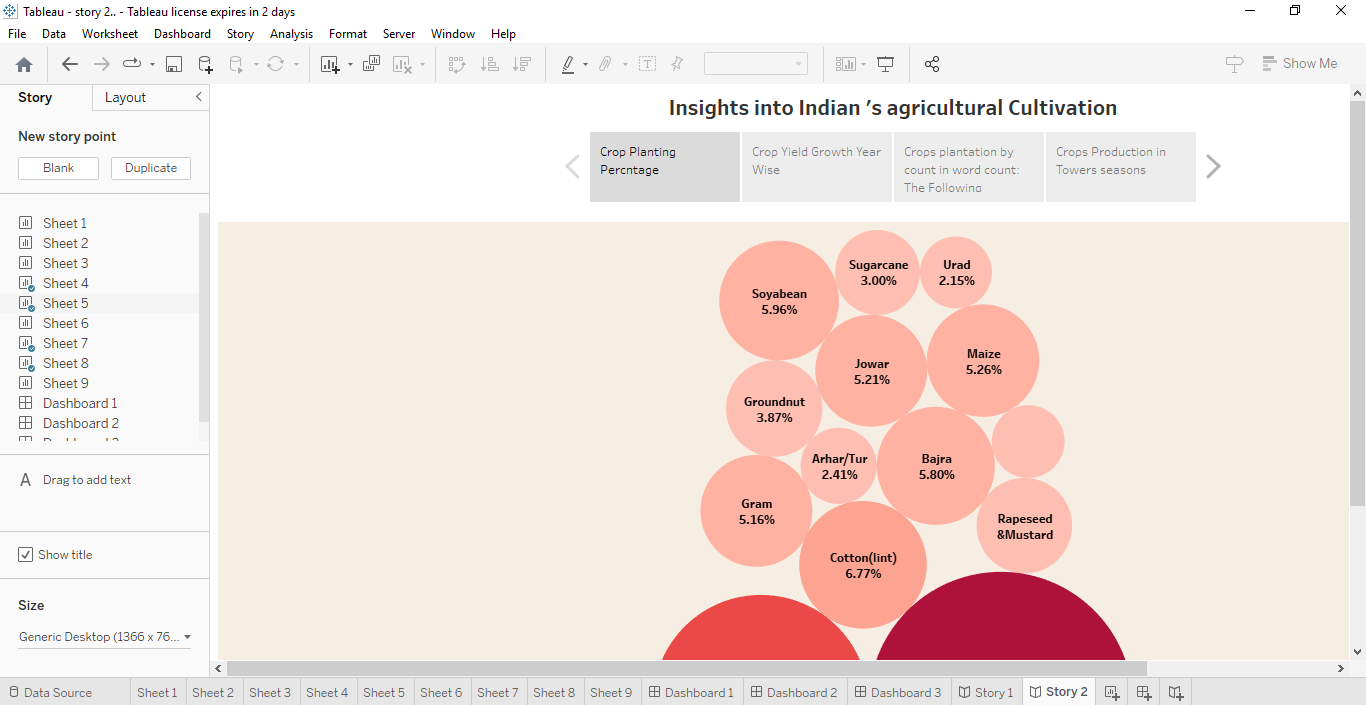 Tableau - story 2.. - Tableau license expires in 2 days
File Data Worksheet Dashboard Story Analysis Format Server Window Help
Show Me
Story Layout
New story point
Blank Duplicate
Sheet 1
Sheet 2
Sheet 3
Sheet 4
Sheet 5
Sheet 6
Sheet 7
Sheet 8
Sheet 9
Dashboard 1
Dashboard 2
A Drag to add text
Show title
Size
Generic Desktop (1366 x 76...
Insights into Indian ’s agricultural Cultivation
Crop Planting
Percntage
Crop Yield Growth Year
Wise
Crops plantation by
count in word count:
The Following
Crops Production in
Towers seasons
Sugarcane
3.00%
Urad
2.15%
Soyabean
5.96%
Jowar
5.21%
Maize
5.26%
Groundnut
3.87%
Arhar/Tur
2.41%
Bajra
5.80%
Gram
5.16%
Rapeseed
&Mustard
Cotton(lint)
6.77%
Data Source Sheet 1 Sheet 2 Sheet 3 Sheet 4 Sheet 5 Sheet 6 Sheet 7 Sheet 8 Sheet 9 Dashboard 1 Dashboard 2 Dashboard 3 Story 1 Story 2